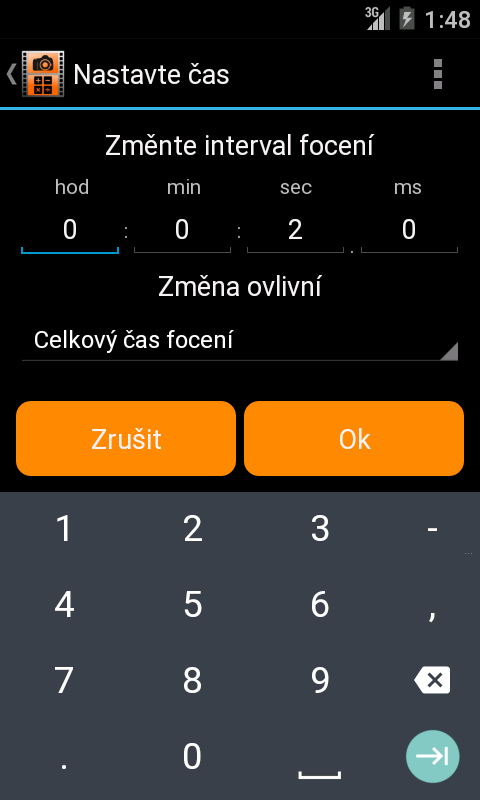 3G 1:48
Nastavte čas
Změnte interval focení
hod min sec ms
0 : 0 : 2 . 0
Změna ovlivní
Celkový čas focení
Zrušit Ok
1 2 3 -
4 5 6 ,
7 8 9
. 0